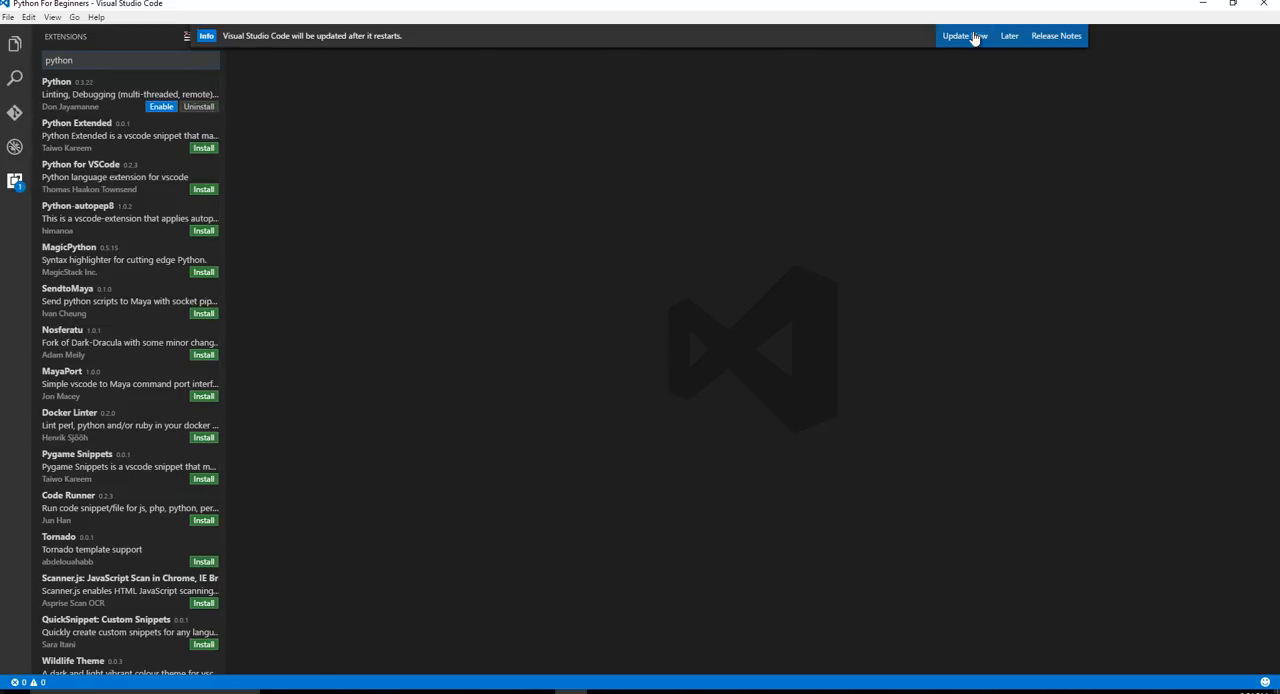 Python For Beginners - Visual Studio Code
File Edit View Go Help
EXTENSIONS
Info Visual Studio Code will be updated after it restarts.
Update Now Later Release Notes
python
Python 0.3.22
Linting, Debugging (multi-threaded, remote)...
Don Jayamanne Enable Uninstall
Python Extended 0.0.1
Python Extended is a vscode snippet that ma...
Taiwo Kareem Install
Python for VSCode 0.2.3
Python language extension for vscode
Thomas Haakon Townsend Install
Python-autopep8 1.0.2
This is a vscode-extension that applies autop...
himanoa Install
MagicPython 0.5.15
Syntax highlighter for cutting edge Python.
MagicStack Inc. Install
SendtoMaya 0.1.0
Send python scripts to Maya with socket pip...
Ivan Cheung Install
Nosferatu 1.0.1
Fork of Dark-Dracula with some minor chang...
Adam Meily Install
MayaPort 1.0.0
Simple vscode to Maya command port interf...
Jon Macey Install
Docker Linter 0.2.0
Lint perl, python and/or ruby in your docker ...
Henrik Sjööh Install
Pygame Snippets 0.0.1
Pygame Snippets is a vscode snippet that m...
Taiwo Kareem Install
Code Runner 0.2.3
Run code snippet/file for js, php, python, per...
Jun Han Install
Tornado 0.0.1
Tornado template support
abdelouahabb Install
Scanner.js: JavaScript Scan in Chrome, IE Br
Scanner.js enables HTML JavaScript scanning...
Asprise Scan OCR Install
QuickSnippet: Custom Snippets 0.0.1
Quickly create custom snippets for any langu...
Sara Itani Install
Wildlife Theme 0.0.3
A dark and light vibrant colour theme for vsc...
1
0 0